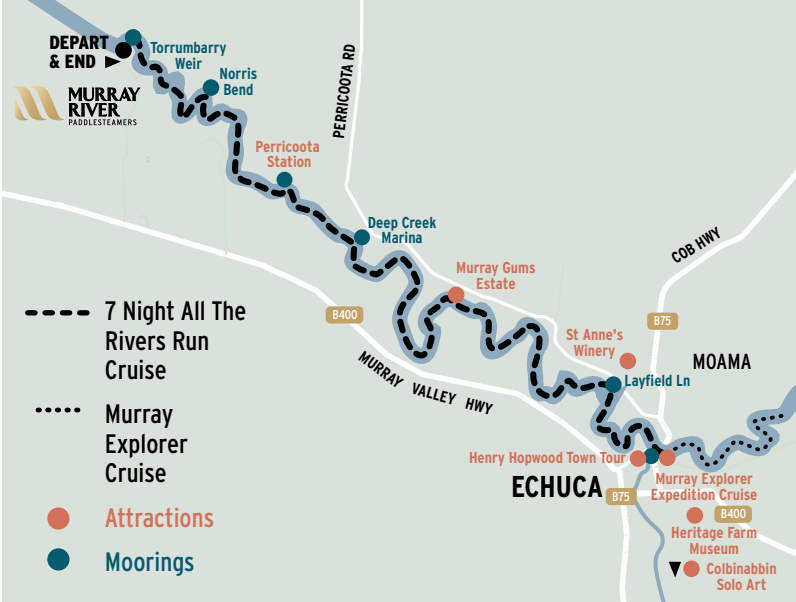 DEPART
& END
Torrumbarry
Weir
Norris
Bend
MURRAY
RIVER
PADDLESTEAMERS
PERRICOOTA RD
Perricoota
Station
Deep Creek
Marina
COB HWY
Murray Gums
Estate
B400
B75
St Anne's
Winery
MOAMA
Layfield Ln
MURRAY VALLEY HWY
7 Night All The
Rivers Run
Cruise
Murray
Explorer
Cruise
Attractions
Moorings
Henry Hopwood Town Tour
ECHUCA
B75
Murray Explorer
Expedition Cruise
B400
Heritage Farm
Museum
Colbinabbin
Solo Art